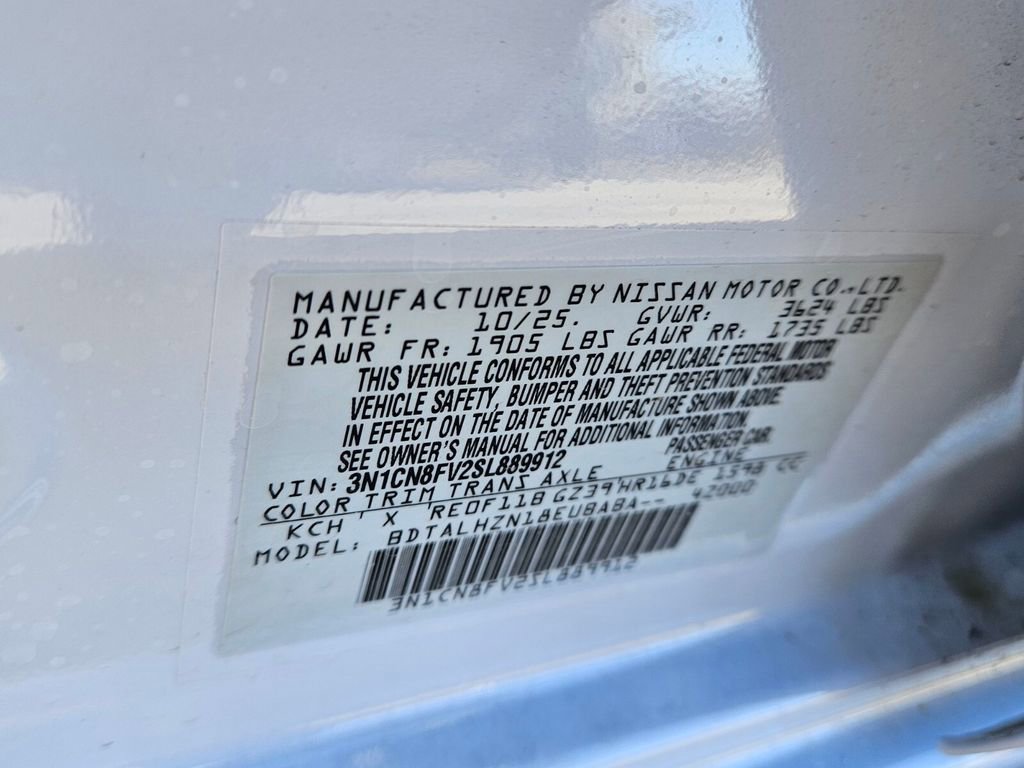 MANUFACTURED BY NISSAN MOTOR CO.,LTD.
DATE: 10/25. GVWR: 3624 LBS
GAWR FR: 1905 LBS GAWR RR: 1735 LBS
THIS VEHICLE CONFORMS TO ALL APPLICABLE FEDERAL MOTOR
VEHICLE SAFETY, BUMPER AND THEFT PREVENTION STANDARDS
IN EFFECT ON THE DATE OF MANUFACTURE SHOWN ABOVE.
SEE OWNER'S MANUAL FOR ADDITIONAL INFORMATION.
VIN: 3N1CN8FV2SL889912 PASSENGER CAR
COLOR TRIM TRANS AXLE ENGINE
KCH X RE0F11B GZ39 HR16DE 1598 CC
MODEL: BDTALHZN18EUBABA-- 42000
3N1CN8FV2SL889912